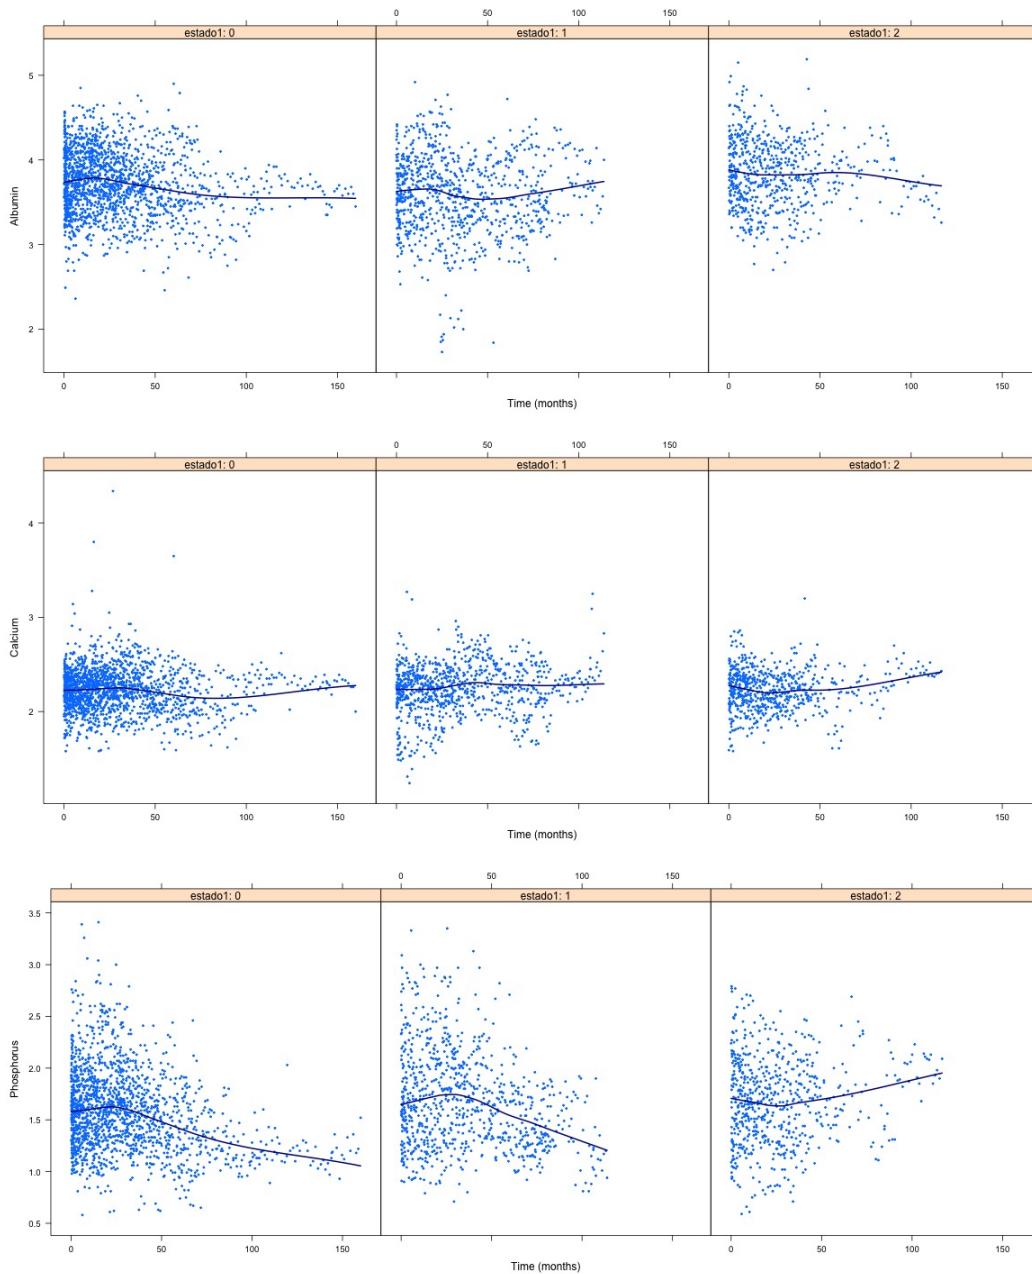 0 50 100 150
estado1: 0 estado1: 1 estado1: 2
5
4
3
2
Albumin
0 50 100 150 0 50 100 150
Time (months)
0 50 100 150
estado1: 0 estado1: 1 estado1: 2
4
3
2
Calcium
0 50 100 150 0 50 100 150
Time (months)
0 50 100 150
estado1: 0 estado1: 1 estado1: 2
3.5
3.0
2.5
2.0
1.5
1.0
0.5
Phosphorus
0 50 100 150 0 50 100 150
Time (months)